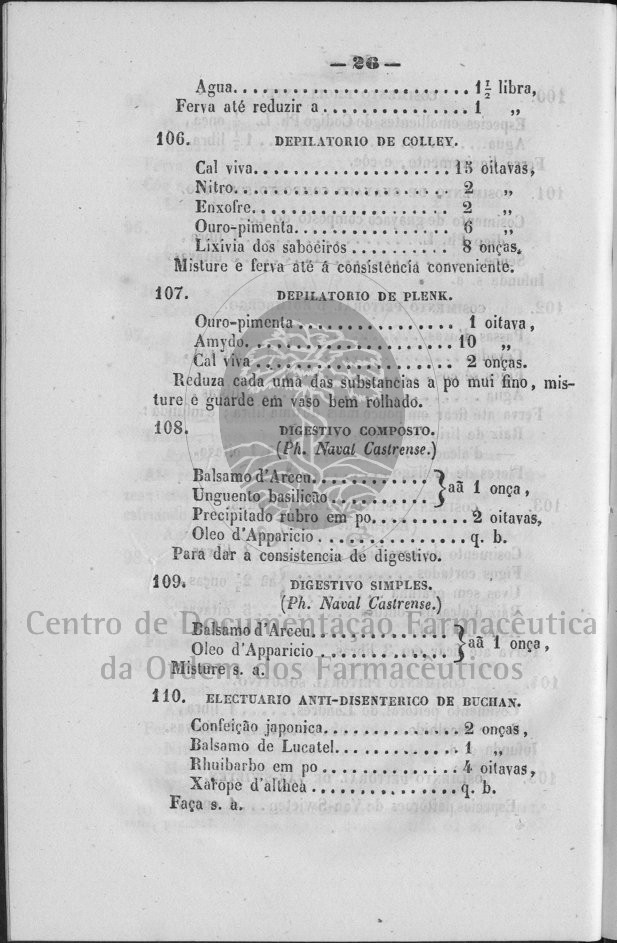 — 26 —
Agua........................1 1/2 libra,
Ferva até reduzir a...............1 „
106. DEPILATORIO DE COLLEY.
Cal viva....................15 oitavas,
Nitro...................... 2 „
Enxofre.................... 2 „
Ouro-pimenta................ 6 „
Lixivia dos saboeiros ........... 8 onças.
Misture e ferva até á consistencia conveniente.
107. DEPILATORIO DE PLENK.
Ouro-pimenta................ 1 oitava,
Amydo.....................10 „
Cal viva.................... 2 onças.
Reduza cada uma das substancias a pó mui fino, mis-
ture e guarde em vaso bem rolhado.
108. DIGESTIVO COMPOSTO.
(Ph. Naval Castrense.)
Balsamo d'Arceu............ } aã 1 onça,
Unguento basilicão...........
Precipitado rubro em po.......... 2 oitavas,
Oleo d'Apparicio................ q. b.
Para dar a consistencia de digestivo.
109. DIGESTIVO SIMPLES.
(Ph. Naval Castrense.)
Centro de Documentação Farmacêutica
Balsamo d'Arceu............. } aã 1 onça,
Oleo d'Apparicio.............
da Ordem dos Farmacêuticos
Misture s. a.
110. ELECTUARIO ANTI-DISENTERICO DE BUCHAN.
Confeição japonica............... 2 onças,
Balsamo de Lucatel............. 1 „
Rhuibarbo em po............... 4 oitavas,
Xarope d'althea................q. b.
Faça s. a.